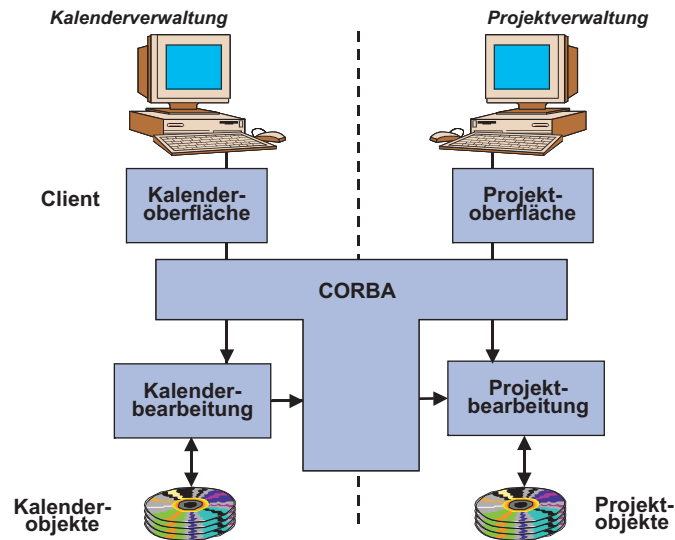 Kalenderverwaltung
Projektverwaltung
Client
Kalender-
oberfläche
Projekt-
oberfläche
CORBA
Kalender-
bearbeitung
Projekt-
bearbeitung
Kalender-
objekte
Projekt-
objekte